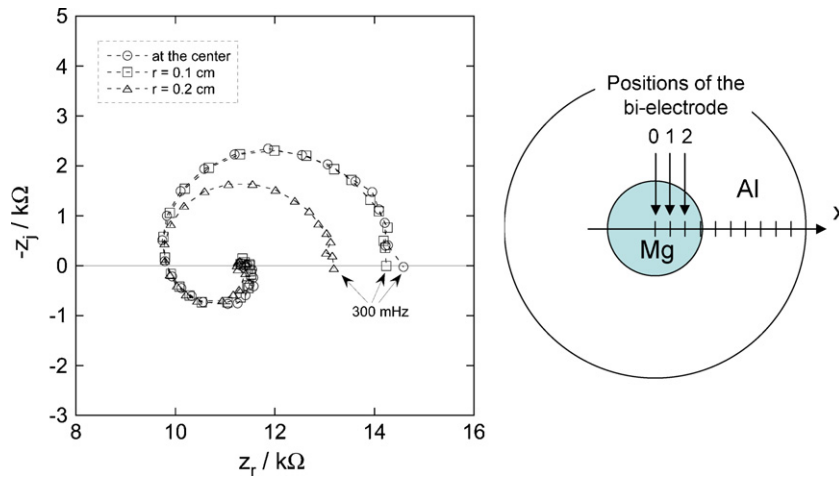 5
4
3
2
1
0
-1
-2
-3
-z_j / kΩ
at the center
r = 0.1 cm
r = 0.2 cm
300 mHz
8 10 12 14 16
z_r / kΩ
Positions of the
bi-electrode
0 1 2
Al
Mg
x